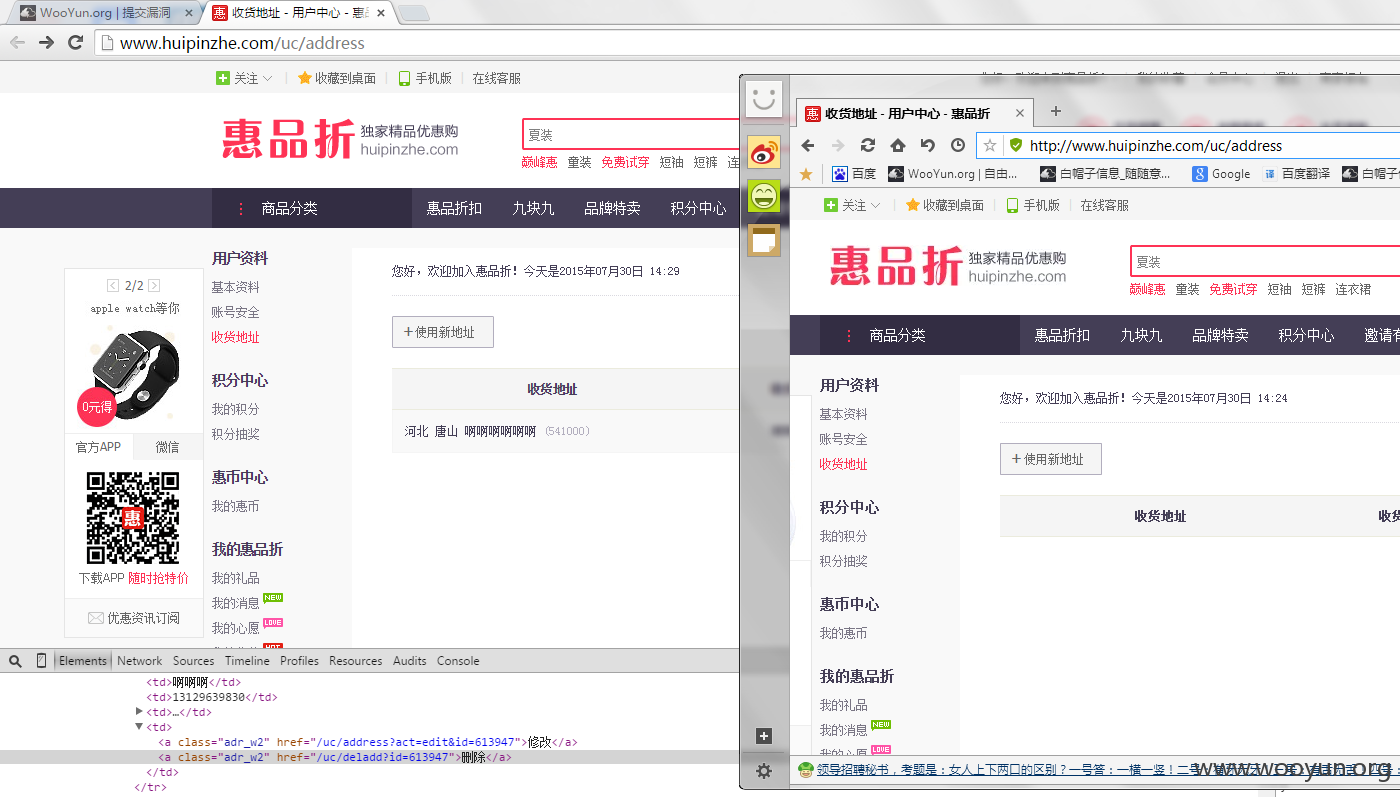 WooYun.org | 提交漏洞
收货地址 - 用户中心 - 惠
www.huipinzhe.com/uc/address
关注
收藏到桌面
手机版
在线客服
惠品折 独家精品优惠购
huipinzhe.com
夏装
巅峰惠 童装 免费试穿 短袖 短裤 连
商品分类 惠品折扣 九块九 品牌特卖 积分中心
2/2
apple watch等你
0元得
官方APP 微信
惠
下载APP 随时抢特价
优惠资讯订阅
用户资料
基本资料
账号安全
收货地址
积分中心
我的积分
积分抽奖
惠币中心
我的惠币
我的惠品折
我的礼品
我的消息 NEW
我的心愿 LOVE
您好，欢迎加入惠品折！今天是2015年07月30日 14:29
+ 使用新地址
收货地址
河北 唐山 啊啊啊啊啊啊啊 （541000）
Elements Network Sources Timeline Profiles Resources Audits Console
<td>啊啊啊</td>
<td>13129639830</td>
<td>…</td>
<td>
<a class="adr_w2" href="/uc/address?act=edit&id=613947">修改</a>
<a class="adr_w2" href="/uc/deladd?id=613947">删除</a>
</td>
</tr>
收货地址 - 用户中心 - 惠品折
http://www.huipinzhe.com/uc/address
百度 WooYun.org | 自由... 白帽子信息_随随意... Google 百度翻译 白帽子
关注
收藏到桌面
手机版
在线客服
惠品折 独家精品优惠购
huipinzhe.com
夏装
巅峰惠 童装 免费试穿 短袖 短裤 连衣裙
商品分类 惠品折扣 九块九 品牌特卖 积分中心 邀请
用户资料
基本资料
账号安全
收货地址
积分中心
我的积分
积分抽奖
惠币中心
我的惠币
我的惠品折
我的礼品
我的消息 NEW
我的心愿 LOVE
您好，欢迎加入惠品折！今天是2015年07月30日 14:24
+ 使用新地址
收货地址 收
领导招聘秘书，考题是：女人上下两口的区别？一号答：一横一竖！二号
www.wooyun.org